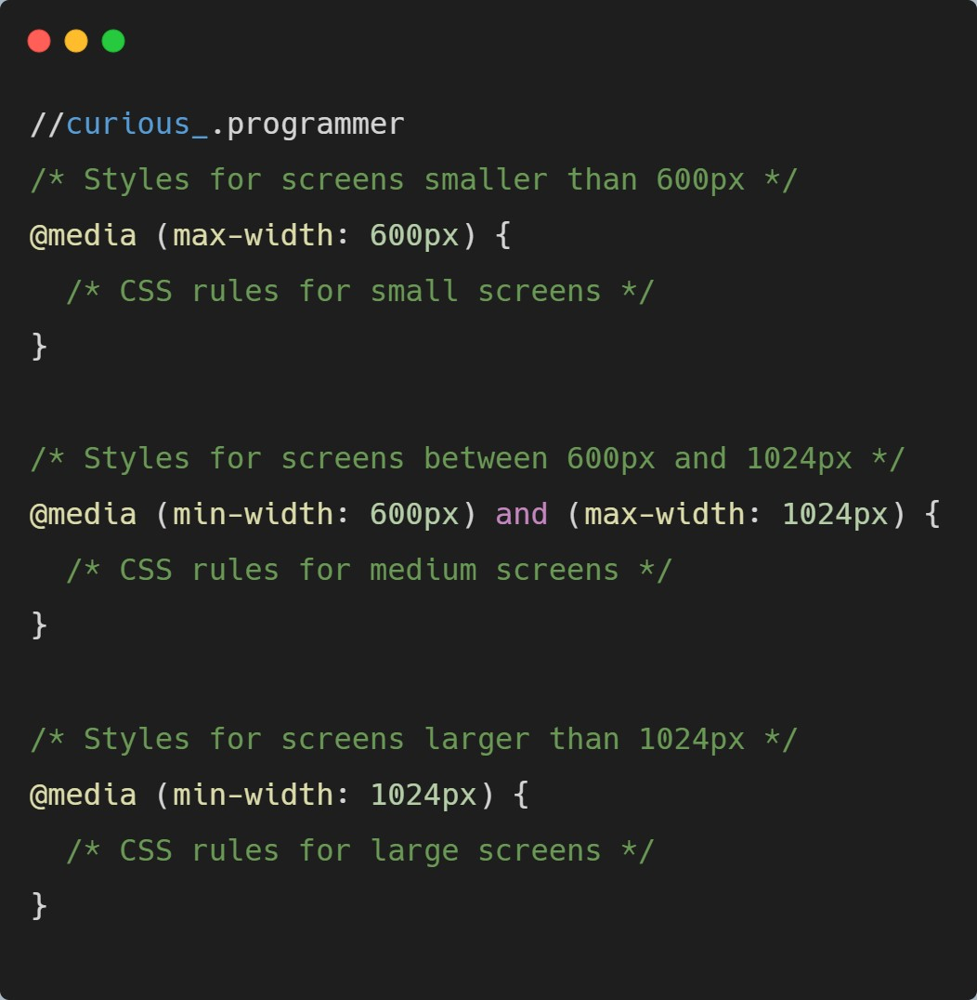 //curious_.programmer
/* Styles for screens smaller than 600px */
@media (max-width: 600px) {
  /* CSS rules for small screens */
}

/* Styles for screens between 600px and 1024px */
@media (min-width: 600px) and (max-width: 1024px) {
  /* CSS rules for medium screens */
}

/* Styles for screens larger than 1024px */
@media (min-width: 1024px) {
  /* CSS rules for large screens */
}